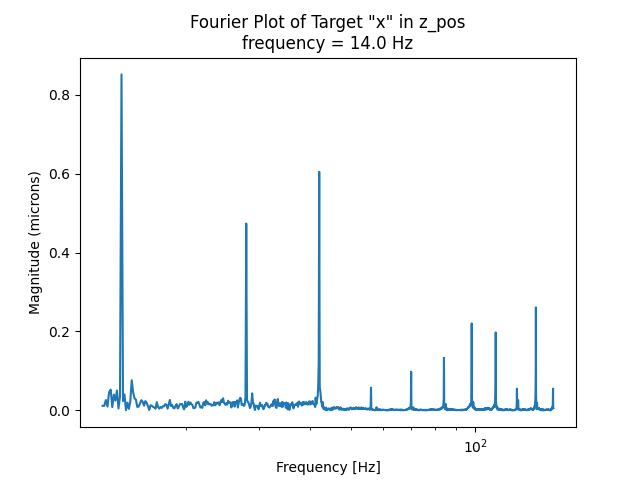 Fourier Plot of Target "x" in z_pos
frequency = 14.0 Hz
0.8
0.6
0.4
0.2
0.0
Magnitude (microns)
10²
Frequency [Hz]